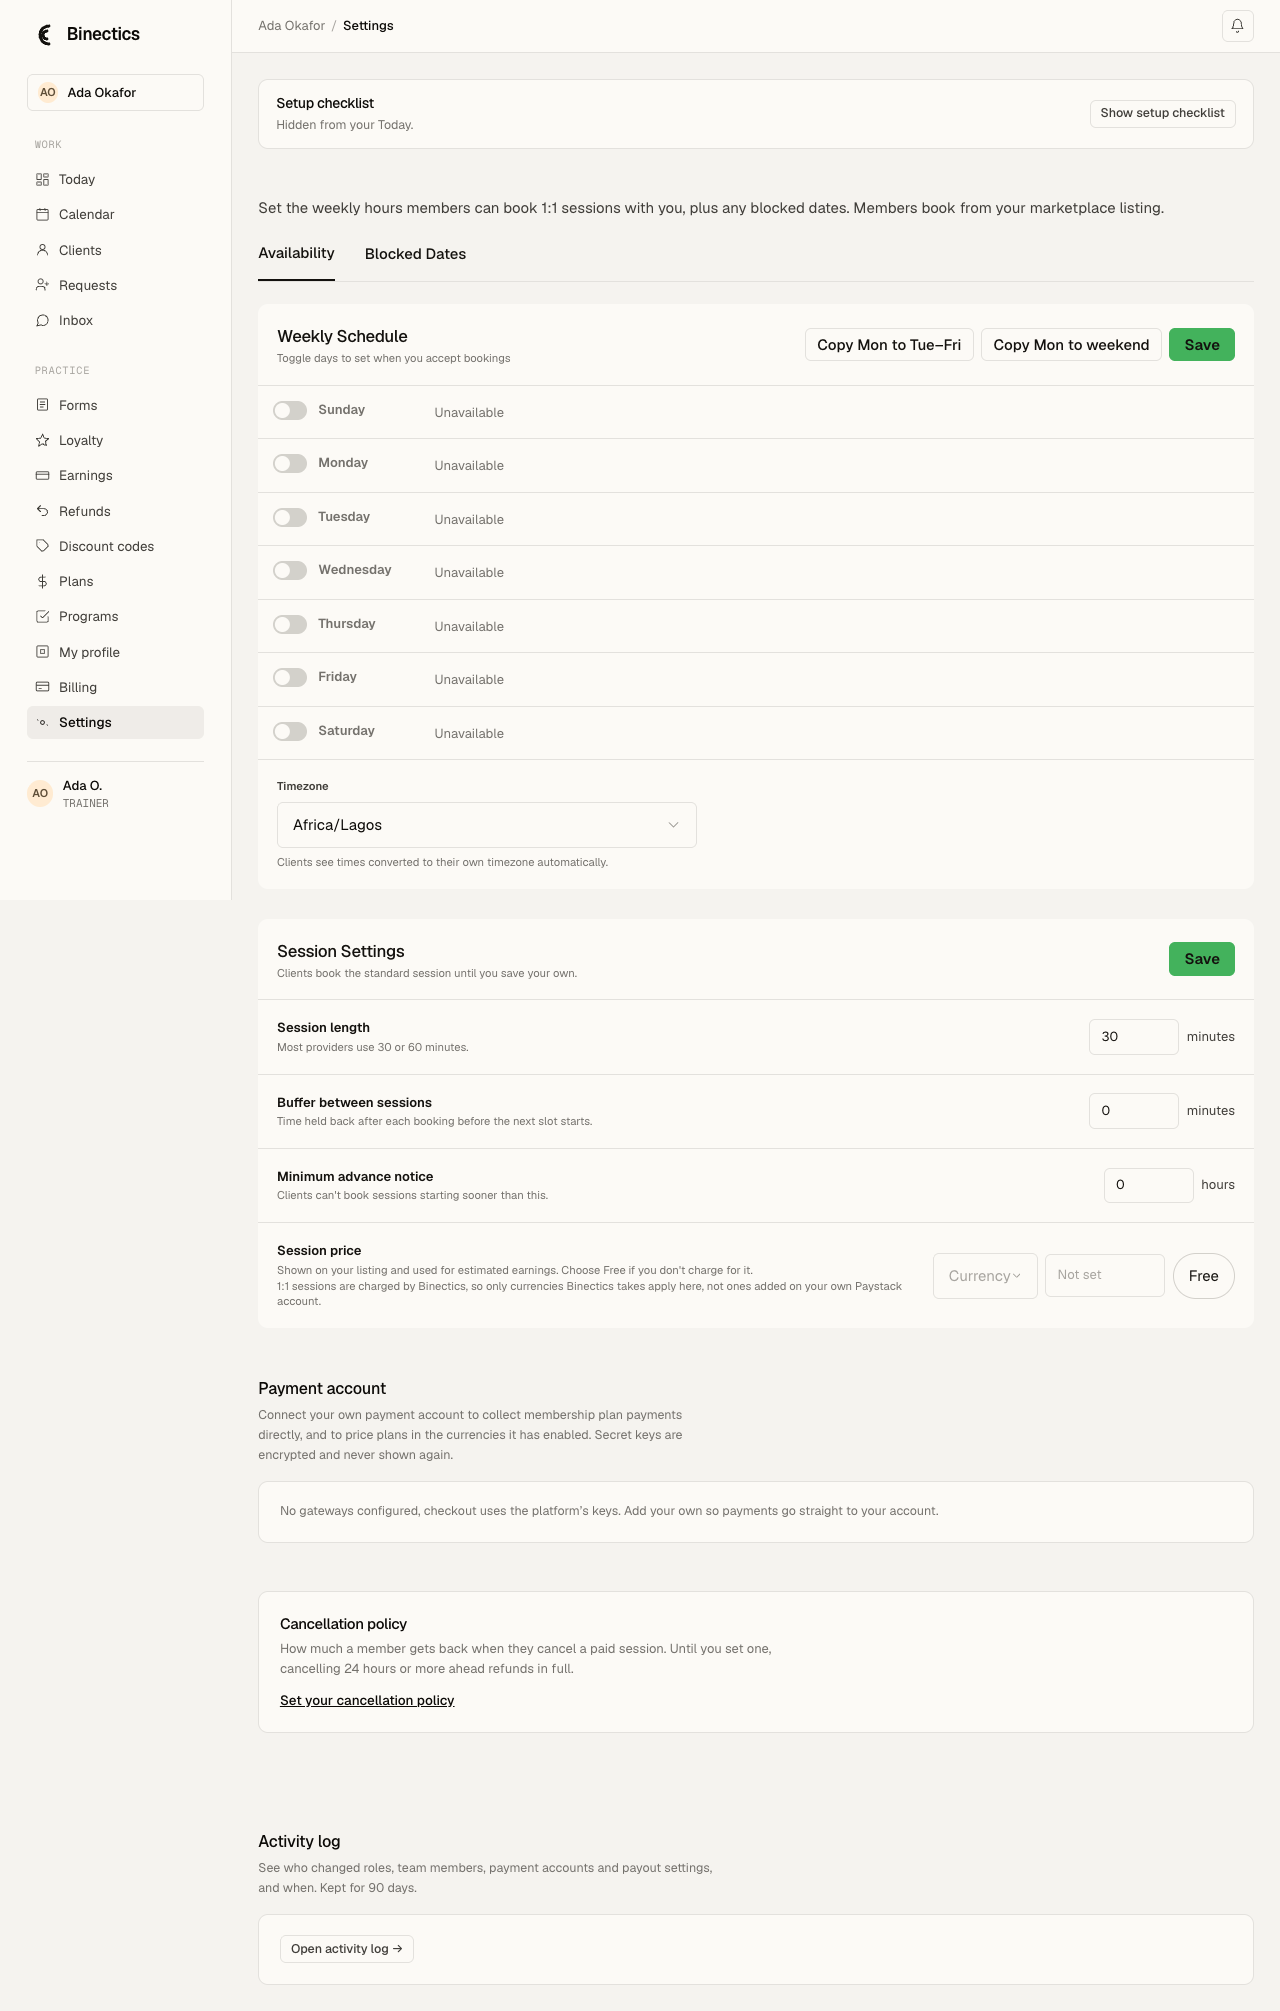 Binectics
AO Ada Okafor
WORK
Today
Calendar
Clients
Requests
Inbox
PRACTICE
Forms
Loyalty
Earnings
Refunds
Discount codes
Plans
Programs
My profile
Billing
Settings
AO Ada O.
TRAINER
Ada Okafor / Settings
Setup checklist
Hidden from your Today.
Show setup checklist
Set the weekly hours members can book 1:1 sessions with you, plus any blocked dates. Members book from your marketplace listing.
Availability Blocked Dates
Weekly Schedule
Toggle days to set when you accept bookings
Copy Mon to Tue–Fri Copy Mon to weekend Save
Sunday Unavailable
Monday Unavailable
Tuesday Unavailable
Wednesday Unavailable
Thursday Unavailable
Friday Unavailable
Saturday Unavailable
Timezone
Africa/Lagos
Clients see times converted to their own timezone automatically.
Session Settings
Clients book the standard session until you save your own.
Save
Session length
Most providers use 30 or 60 minutes.
30 minutes
Buffer between sessions
Time held back after each booking before the next slot starts.
0 minutes
Minimum advance notice
Clients can't book sessions starting sooner than this.
0 hours
Session price
Shown on your listing and used for estimated earnings. Choose Free if you don't charge for it.
1:1 sessions are charged by Binectics, so only currencies Binectics takes apply here, not ones added on your own Paystack
account.
Currency Not set Free
Payment account
Connect your own payment account to collect membership plan payments
directly, and to price plans in the currencies it has enabled. Secret keys are
encrypted and never shown again.
No gateways configured, checkout uses the platform's keys. Add your own so payments go straight to your account.
Cancellation policy
How much a member gets back when they cancel a paid session. Until you set one,
cancelling 24 hours or more ahead refunds in full.
Set your cancellation policy
Activity log
See who changed roles, team members, payment accounts and payout settings,
and when. Kept for 90 days.
Open activity log →